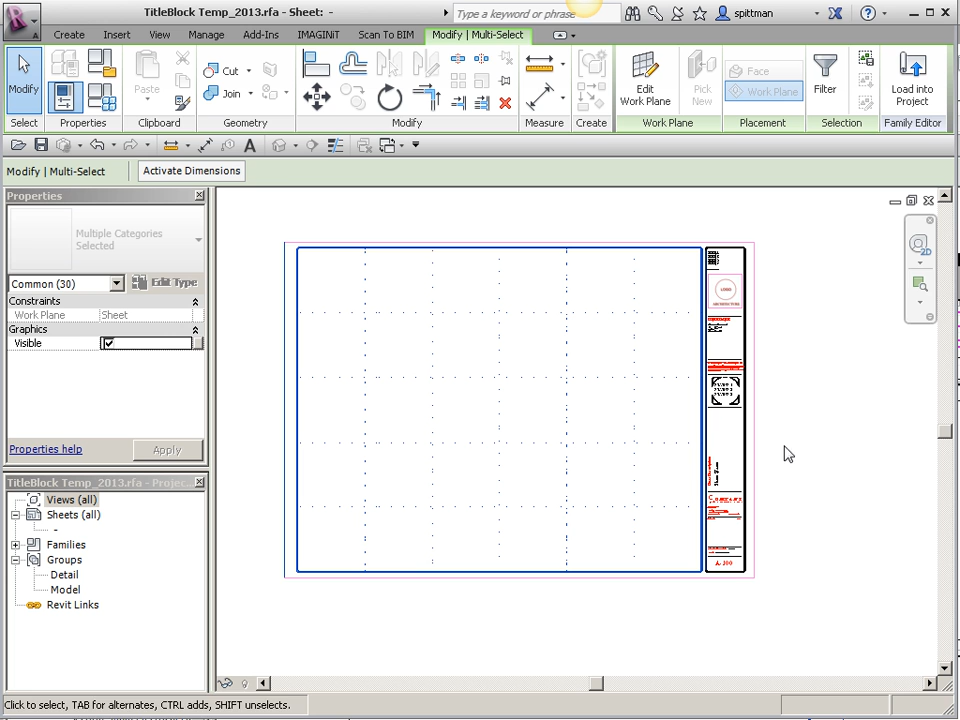 TitleBlock Temp_2013.rfa - Sheet: -
Type a keyword or phrase
spittman
Create Insert View Manage Add-Ins IMAGINiT Scan To BIM Modify | Multi-Select
Modify
Paste
Cut
Join
Edit
Work Plane
Pick
New
Face
Work Plane
Filter
Load into
Project
Select Properties Clipboard Geometry Modify Measure Create Work Plane Placement Selection Family Editor
Modify | Multi-Select Activate Dimensions
Properties
Multiple Categories
Selected
Common (30) Edit Type
Constraints
Work Plane Sheet
Graphics
Visible
Properties help Apply
TitleBlock Temp_2013.rfa - Projec...
Views (all)
Sheets (all)
-
Families
Groups
Detail
Model
Revit Links
2D
LOGO
Click to select, TAB for alternates, CTRL adds, SHIFT unselects.